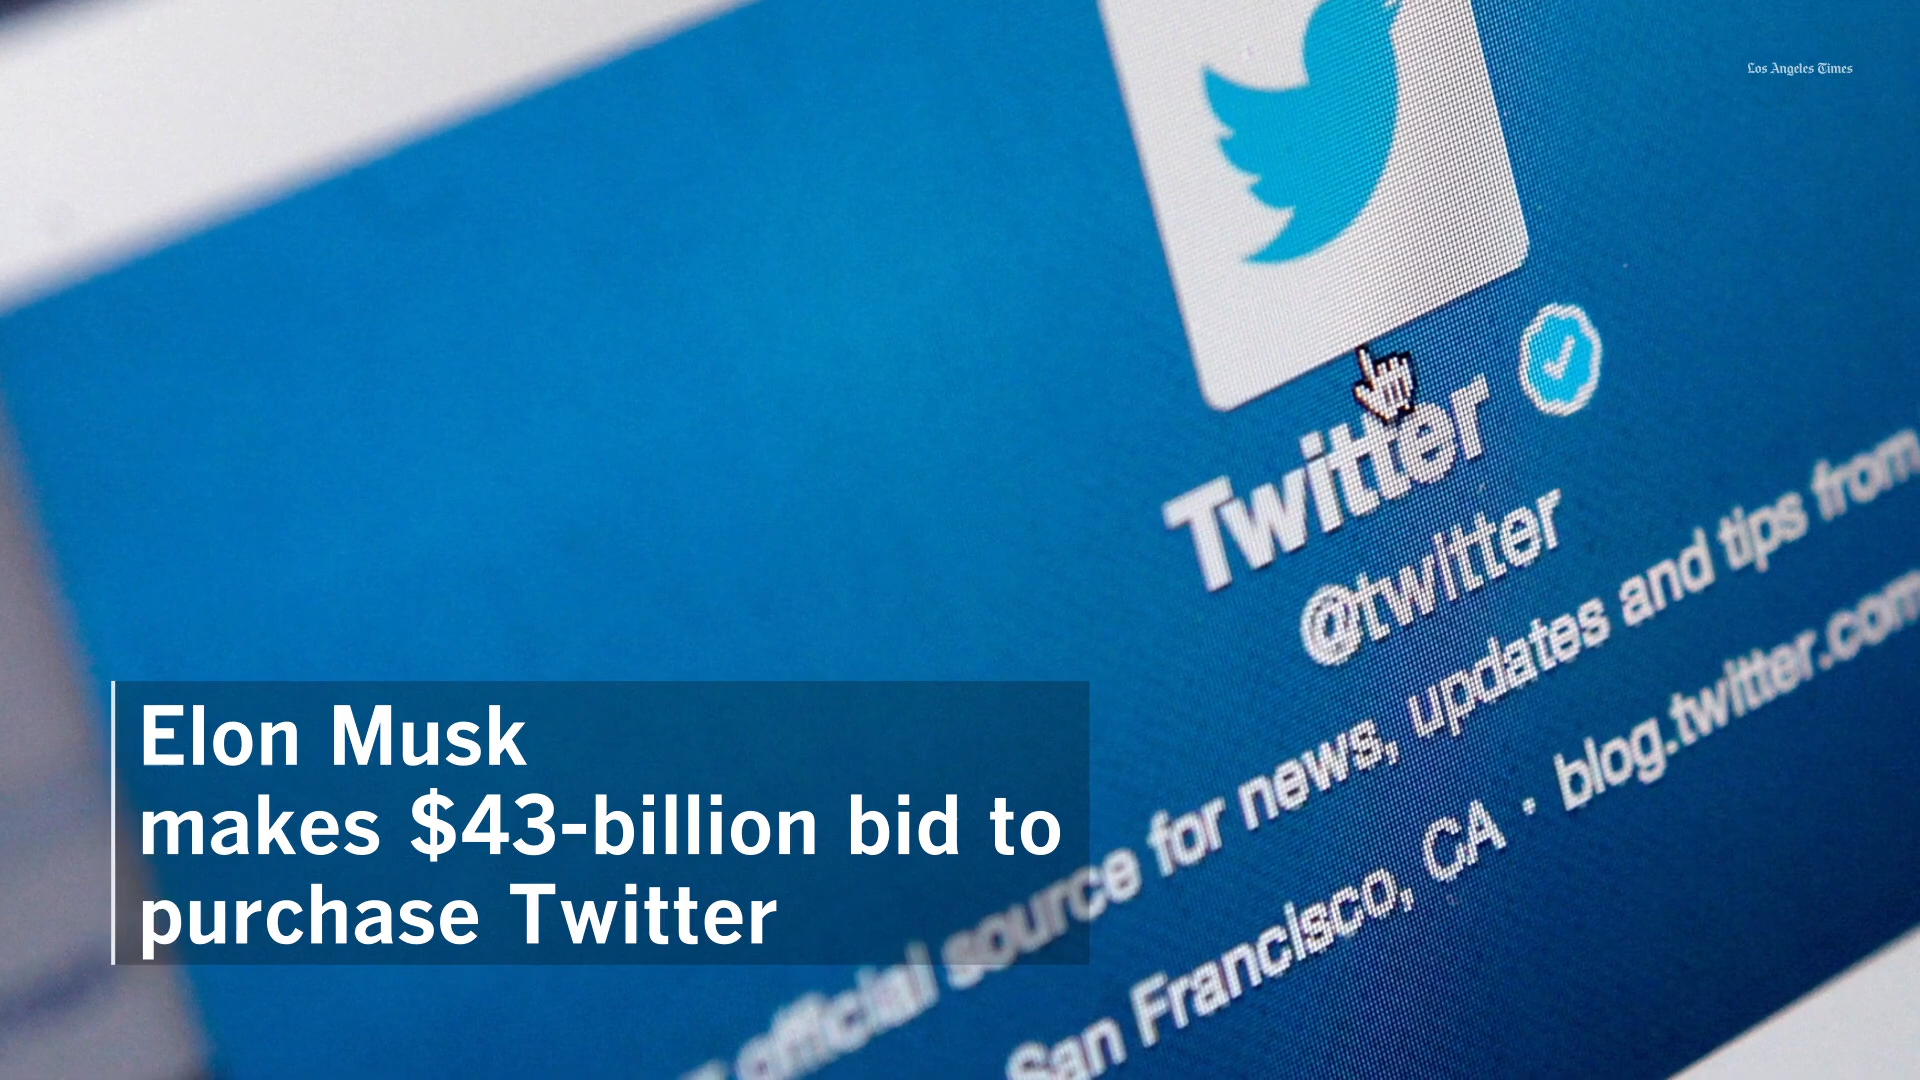 Los Angeles Times
Twitter
@twitter
official source for news, updates and tips from
San Francisco, CA · blog.twitter.com
Elon Musk
makes $43-billion bid to
purchase Twitter